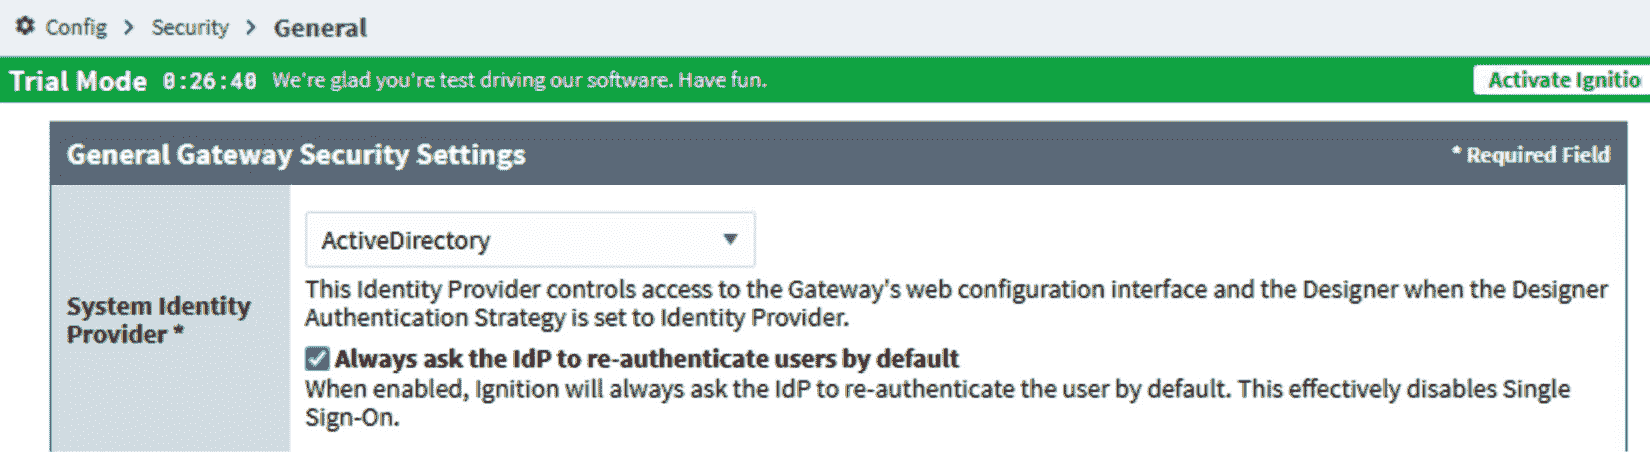 Config > Security > General
Trial Mode 0:26:40 We're glad you're test driving our software. Have fun.
Activate Ignitio
General Gateway Security Settings
* Required Field
System Identity
Provider *
ActiveDirectory
This Identity Provider controls access to the Gateway's web configuration interface and the Designer when the Designer
Authentication Strategy is set to Identity Provider.
Always ask the IdP to re-authenticate users by default
When enabled, Ignition will always ask the IdP to re-authenticate the user by default. This effectively disables Single
Sign-On.